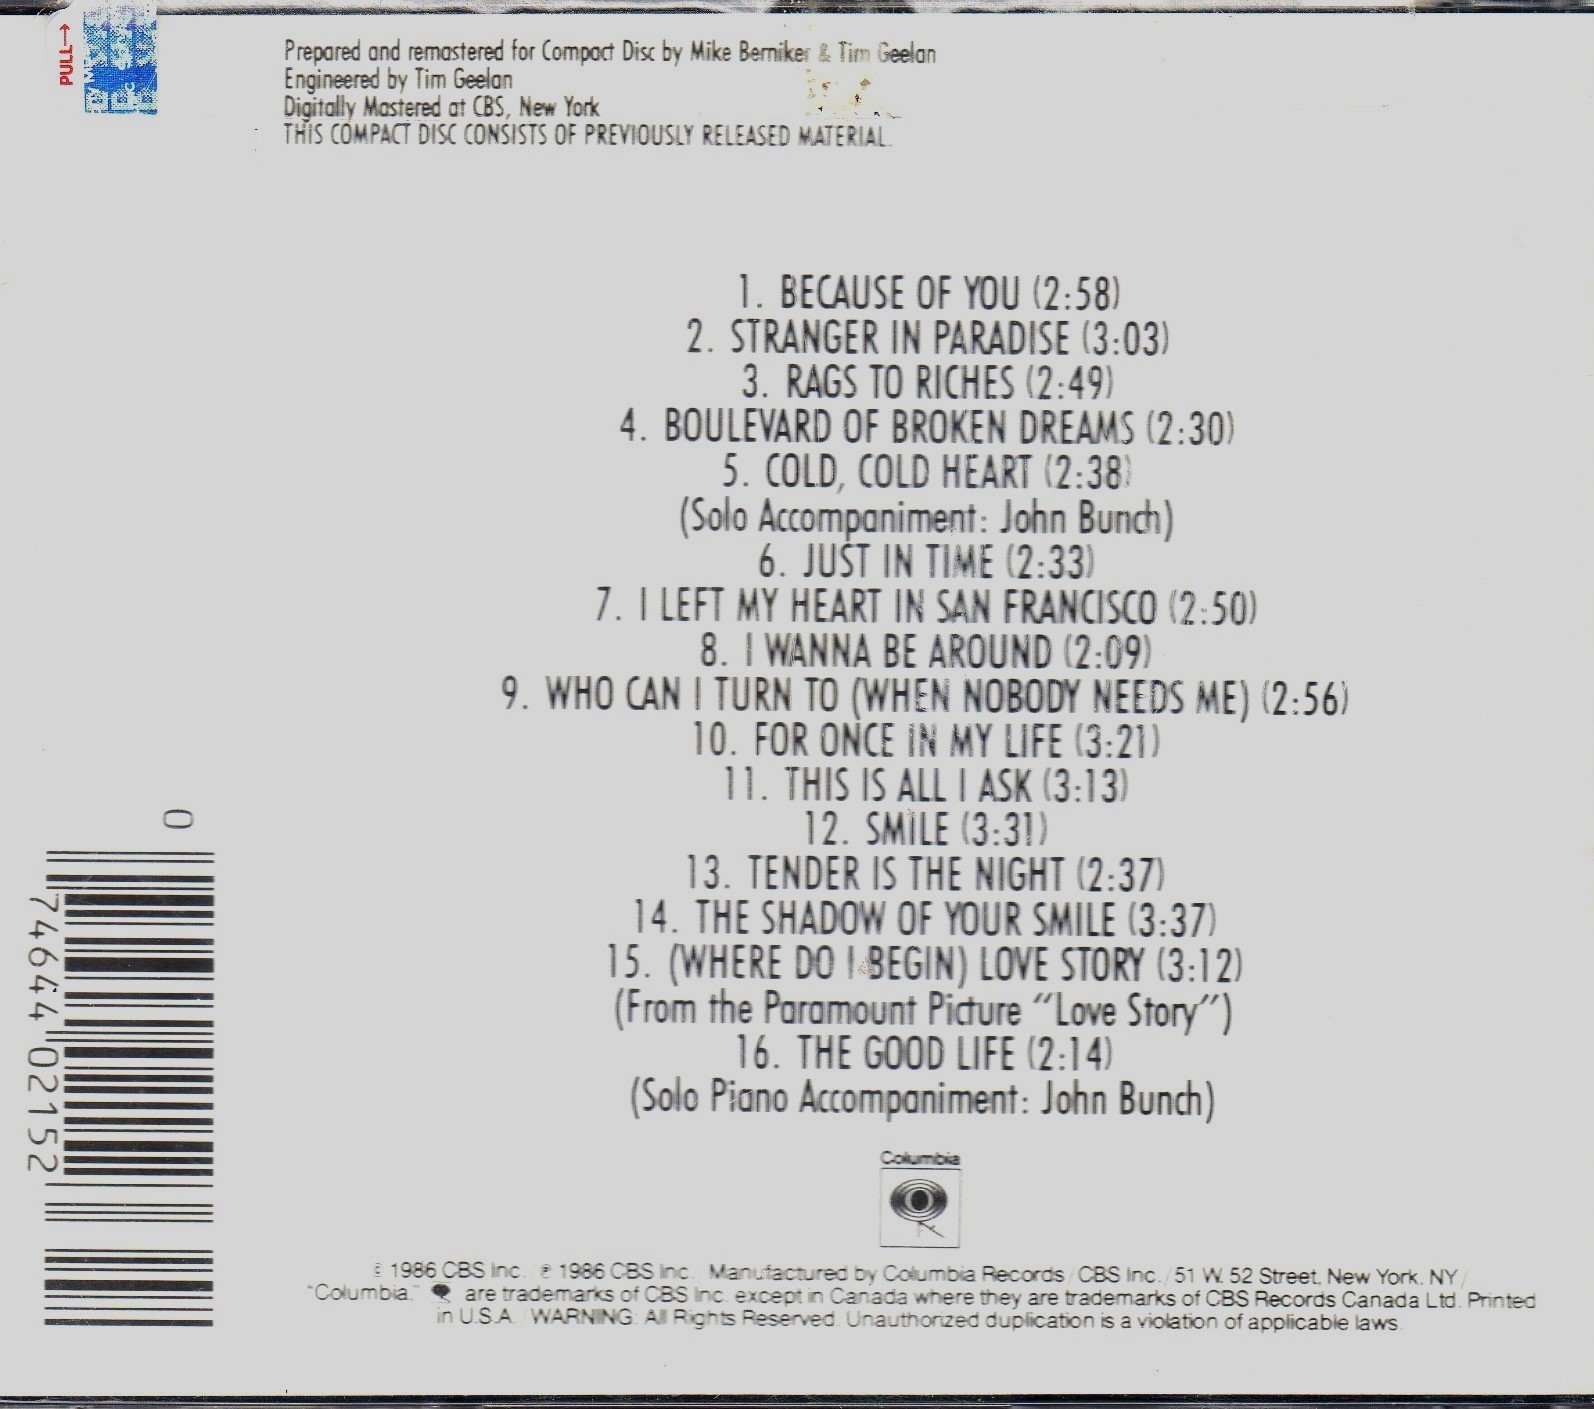 PULL→
Prepared and remastered for Compact Disc by Mike Berniker & Tim Geelan
Engineered by Tim Geelan
Digitally Mastered at CBS, New York
THIS COMPACT DISC CONSISTS OF PREVIOUSLY RELEASED MATERIAL.
1. BECAUSE OF YOU (2:58)
2. STRANGER IN PARADISE (3:03)
3. RAGS TO RICHES (2:49)
4. BOULEVARD OF BROKEN DREAMS (2:30)
5. COLD, COLD HEART (2:38)
(Solo Accompaniment: John Bunch)
6. JUST IN TIME (2:33)
7. I LEFT MY HEART IN SAN FRANCISCO (2:50)
8. I WANNA BE AROUND (2:09)
9. WHO CAN I TURN TO (WHEN NOBODY NEEDS ME) (2:56)
10. FOR ONCE IN MY LIFE (3:21)
11. THIS IS ALL I ASK (3:13)
12. SMILE (3:31)
13. TENDER IS THE NIGHT (2:37)
14. THE SHADOW OF YOUR SMILE (3:37)
15. (WHERE DO I BEGIN) LOVE STORY (3:12)
(From the Paramount Picture "Love Story")
16. THE GOOD LIFE (2:14)
(Solo Piano Accompaniment: John Bunch)
0
74644 02152
Columbia
© 1986 CBS Inc. / ℗ 1986 CBS Inc. / Manufactured by Columbia Records / CBS Inc. / 51 W. 52 Street, New York, NY /
"Columbia," are trademarks of CBS Inc. except in Canada where they are trademarks of CBS Records Canada Ltd. Printed
in U.S.A. / WARNING: All Rights Reserved. Unauthorized duplication is a violation of applicable laws.